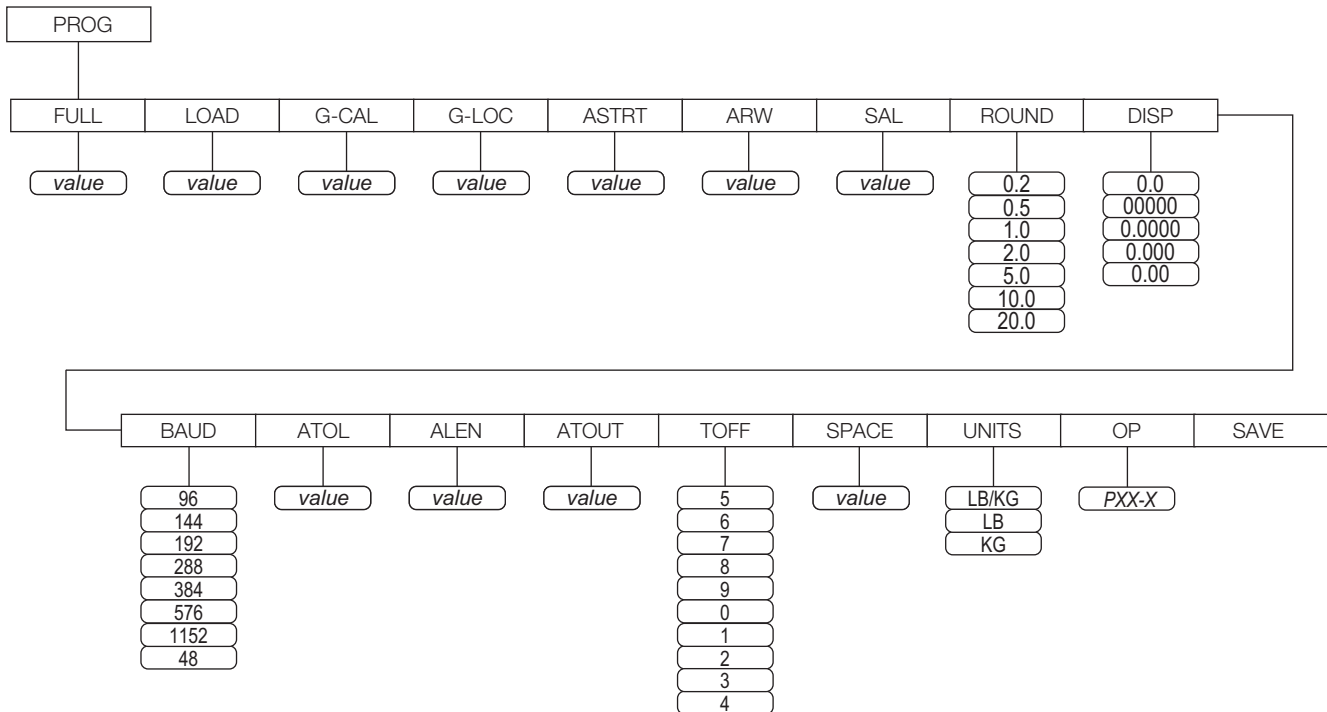 PROG
FULL LOAD G-CAL G-LOC ASTRT ARW SAL ROUND DISP
value value value value value value value 0.2 0.0
0.5 00000
1.0 0.0000
2.0 0.000
5.0 0.00
10.0
20.0
BAUD ATOL ALEN ATOUT TOFF SPACE UNITS OP SAVE
96 value value value 5 value LB/KG PXX-X
144 6 LB
192 7 KG
288 8
384 9
576 0
1152 1
48 2
3
4